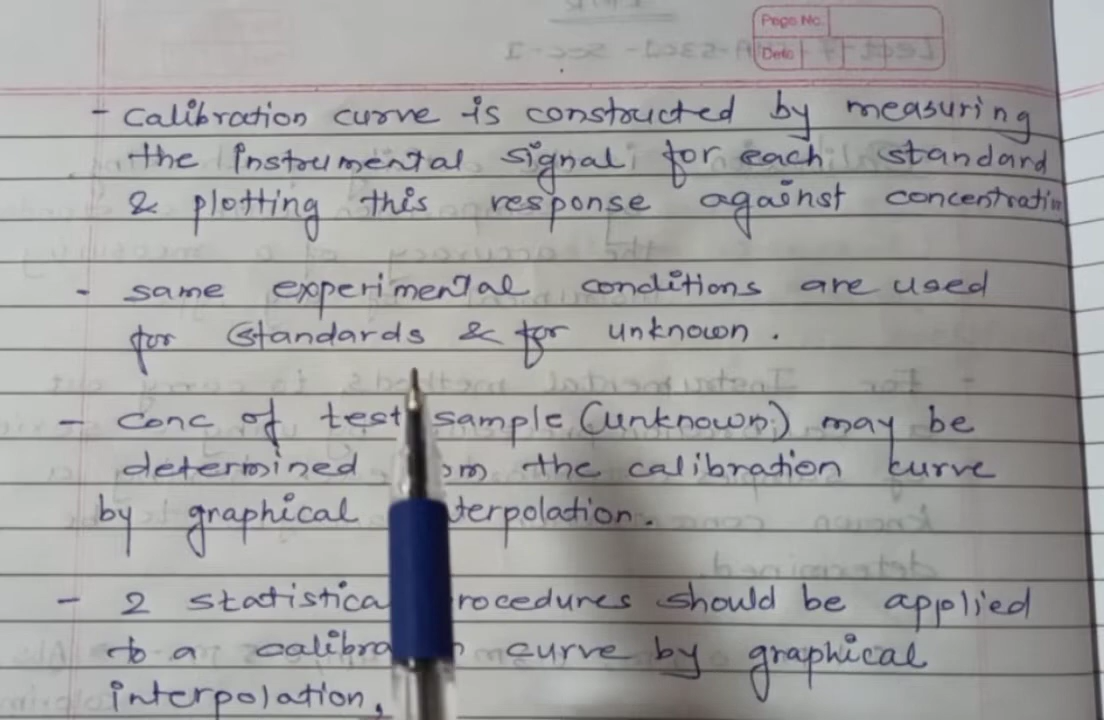 Page No.
Date
- Calibration curve is constructed by measuring
the instrumental signal for each standard
& plotting this response against concentration
- same experimental conditions are used
for standards & for unknown.
- Conc of test sample (unknown) may be
determined the calibration curve
by graphical terpolation.
- 2 statistica rocedures should be applied
to a calibra n curve by graphical
interpolation,